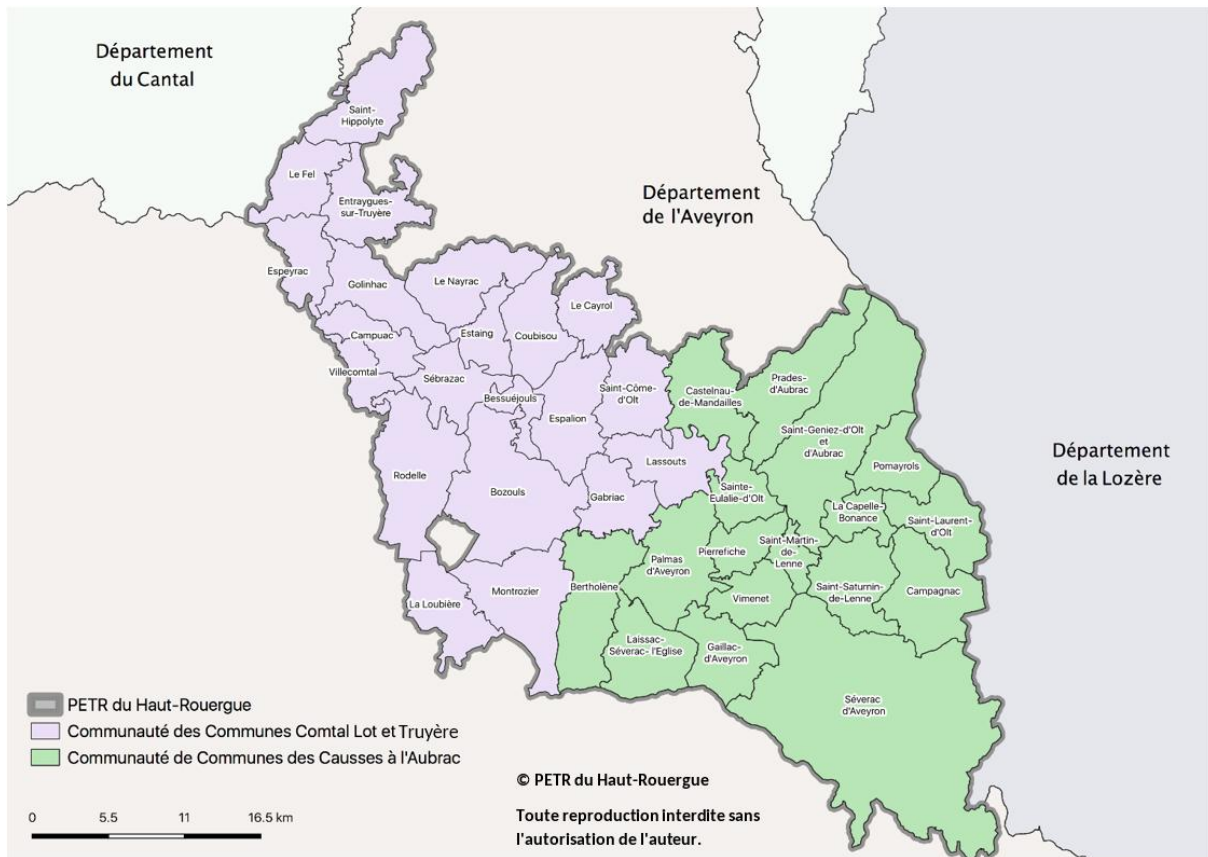 Département
du Cantal
Saint-
Hippolyte
Le Fel
Entraygues-
sur-Truyère
Département
de l'Aveyron
Espeyrac
Golinhac
Le Nayrac
Le Cayrol
Campuac
Estaing
Coubisou
Villecomtal
Sébrazac
Bessuéjouls
Espalion
Saint-Côme-
d'Olt
Castelnau-
de-Mandailles
Prades-
d'Aubrac
Saint-Geniez-d'Olt
et
d'Aubrac
Pomayrols
Département
de la Lozère
Rodelle
Bozouls
Gabriac
Lassouts
Sainte-
Eulalie-d'Olt
La Capelle-
Bonance
Saint-Laurent-
d'Olt
Palmas
d'Aveyron
Pierrefiche
Saint-Martin-
de-
Lenne
La Loubière
Montrozier
Bertholène
Vimenet
Saint-Saturnin-
de-Lenne
Campagnac
Laissac-
Séverac- l'Eglise
Gaillac-
d'Aveyron
Séverac
d'Aveyron
PETR du Haut-Rouergue
Communauté des Communes Comtal Lot et Truyère
Communauté de Communes des Causses à l'Aubrac
0 5.5 11 16.5 km
© PETR du Haut-Rouergue
Toute reproduction interdite sans
l'autorisation de l'auteur.